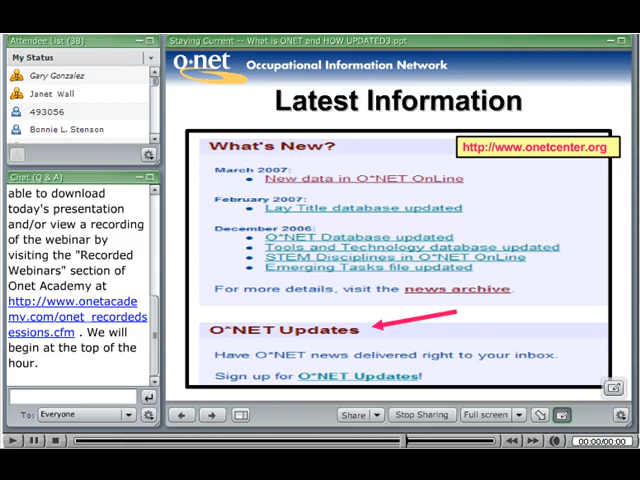 Attendee List (38)
My Status
Gary Gonzalez
Janet Wall
493056
Bonnie L. Stenson
Chat (Q & A)
able to download
today's presentation
and/or view a recording
of the webinar by
visiting the "Recorded
Webinars" section of
Onet Academy at
http://www.onetacade
my.com/onet_recordeds
essions.cfm . We will
begin at the top of the
hour.
To: Everyone
Staying Current -- What is ONET and HOW UPDATED3.ppt
o·net Occupational Information Network
Latest Information
http://www.onetcenter.org
What's New?
March 2007:
New data in O*NET OnLine
February 2007:
Lay Title database updated
December 2006:
O*NET Database updated
Tools and Technology database updated
STEM Disciplines in O*NET OnLine
Emerging Tasks file updated
For more details, visit the news archive.
O*NET Updates
Have O*NET news delivered right to your inbox.
Sign up for O*NET Updates!
Share Stop Sharing Full screen
00:00/00:00